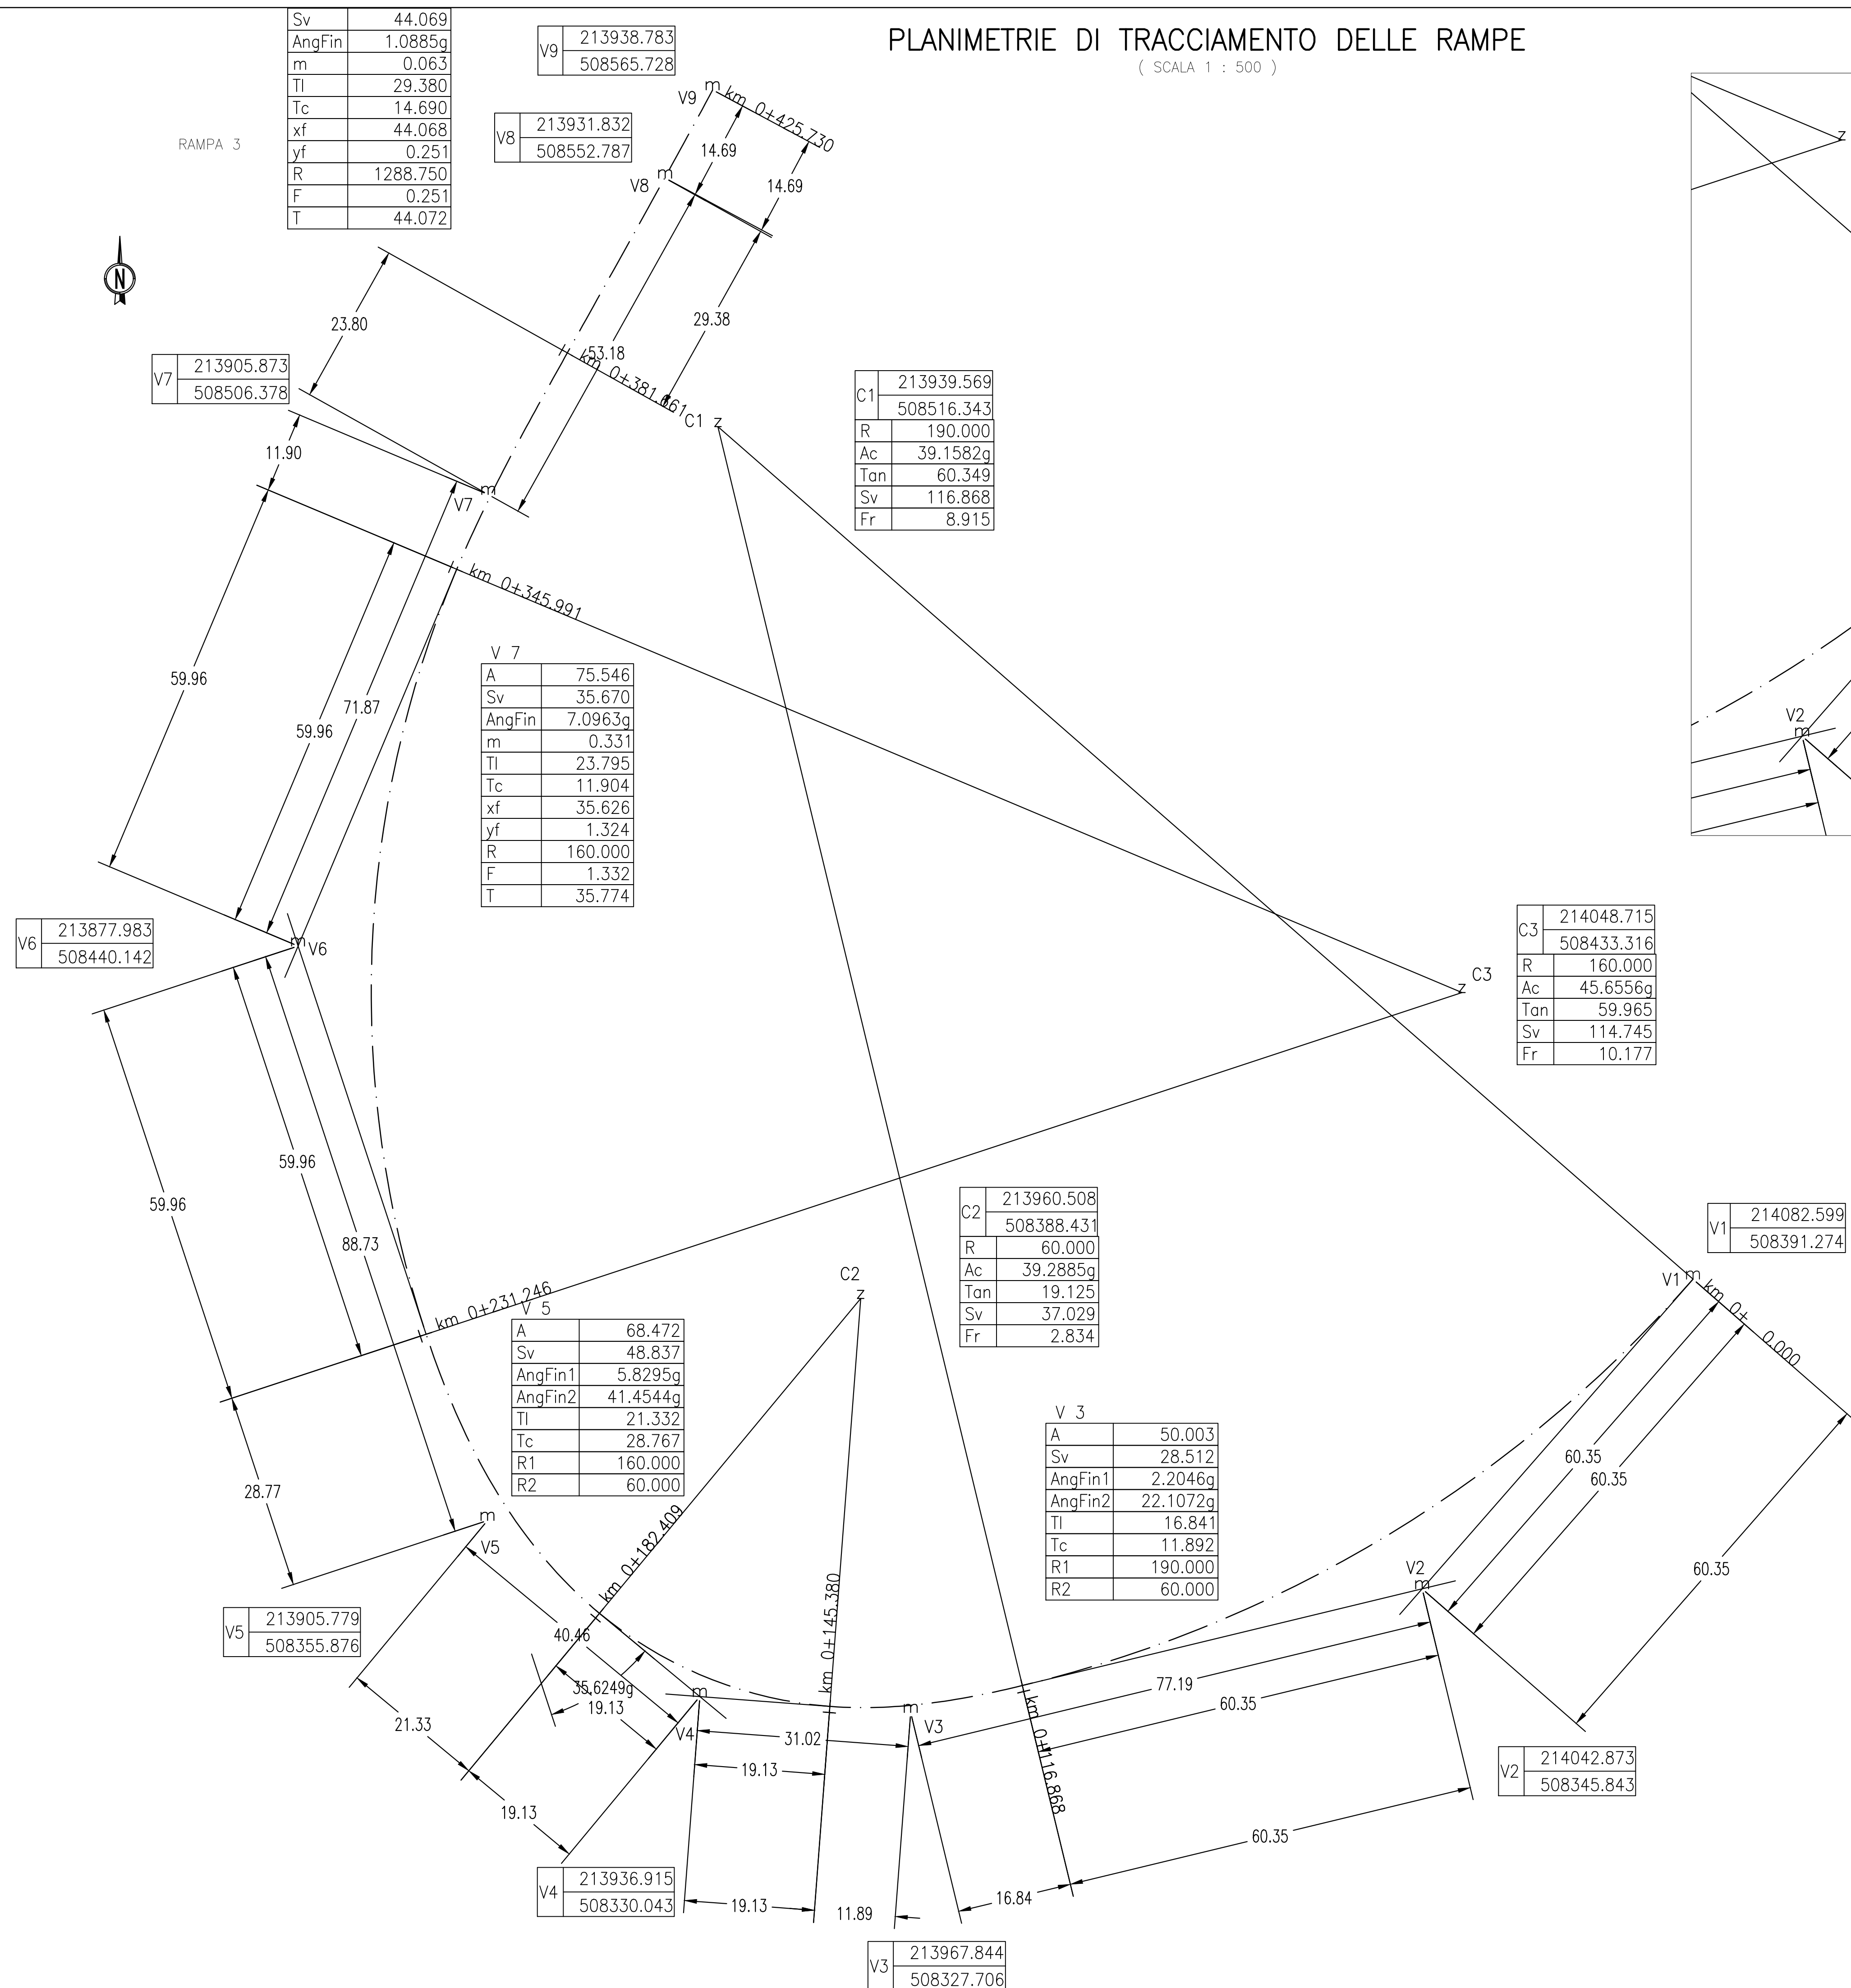 PLANIMETRIE DI TRACCIAMENTO DELLE RAMPE
( SCALA 1 : 500 )
Sv 44.069
AngFin 1.0885g
m 0.063
Tl 29.380
Tc 14.690
xf 44.068
yf 0.251
R 1288.750
F 0.251
T 44.072
RAMPA 3
N
V9 213938.783
508565.728
V8 213931.832
508552.787
V9
m
km 0+425.730
14.69
14.69
V8
m
23.80
29.38
53.18
km 0+381.661
V7 213905.873
508506.378
11.90
m
V7
C1
z
C1 213939.569
508516.343
R 190.000
Ac 39.1582g
Tan 60.349
Sv 116.868
Fr 8.915
km 0+345.991
59.96
59.96
71.87
V 7
A 75.546
Sv 35.670
AngFin 7.0963g
m 0.331
Tl 23.795
Tc 11.904
xf 35.626
yf 1.324
R 160.000
F 1.332
T 35.774
z
V2
m
V6 213877.983
508440.142
m
V6
C3
z
C3 214048.715
508433.316
R 160.000
Ac 45.6556g
Tan 59.965
Sv 114.745
Fr 10.177
59.96
59.96
88.73
km 0+231.246
C2
z
C2 213960.508
508388.431
R 60.000
Ac 39.2885g
Tan 19.125
Sv 37.029
Fr 2.834
V1 214082.599
508391.274
V1
m
km 0+ 0.000
V 5
A 68.472
Sv 48.837
AngFin1 5.8295g
AngFin2 41.4544g
Tl 21.332
Tc 28.767
R1 160.000
R2 60.000
V 3
A 50.003
Sv 28.512
AngFin1 2.2046g
AngFin2 22.1072g
Tl 16.841
Tc 11.892
R1 190.000
R2 60.000
28.77
m
V5
km 0+182.409
km 0+145.380
60.35
60.35
60.35
V2
m
V5 213905.779
508355.876
40.46
35.6249g
19.13
m
V4
21.33
19.13
31.02
19.13
m
V3
km 0+116.868
77.19
60.35
60.35
V2 214042.873
508345.843
V4 213936.915
508330.043
19.13
11.89
16.84
V3 213967.844
508327.706